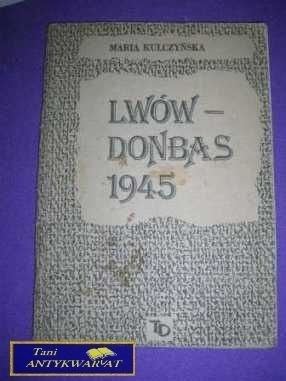 MARIA KULCZYŃSKA
LWÓW –
DONBAS
1945
TD
Tani
ANTYKWARIAT